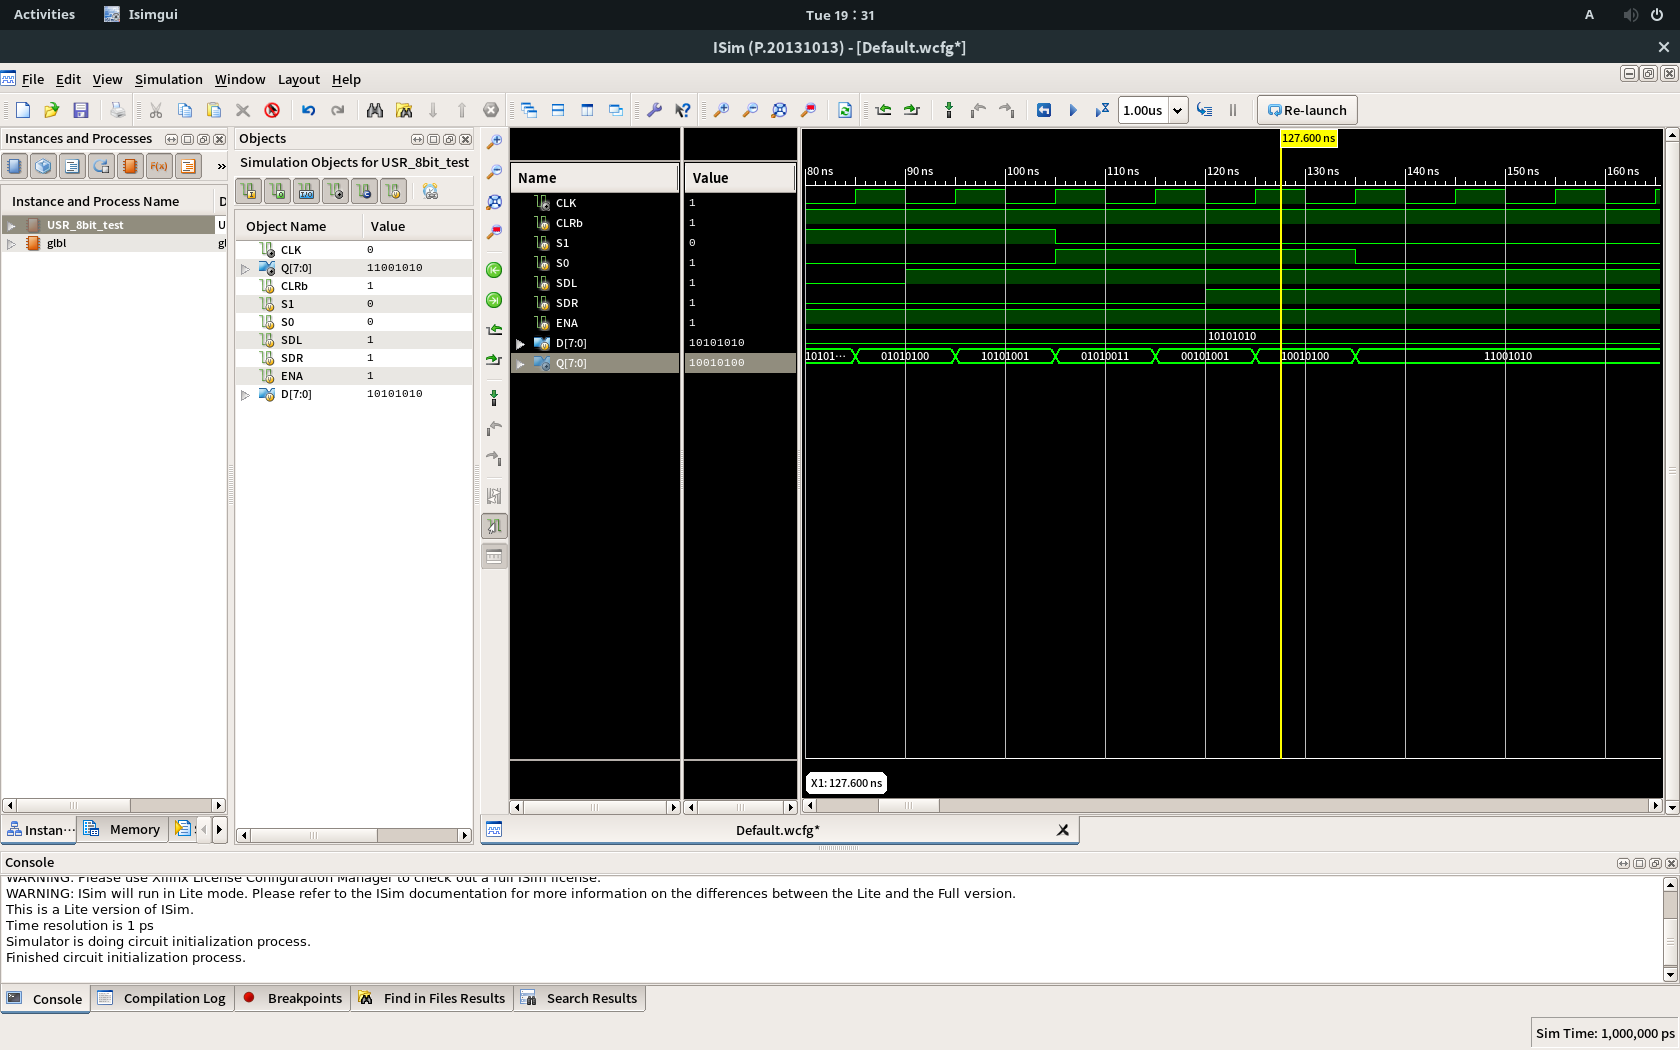 Activities Isimgui Tue 19:31 A
ISim (P.20131013) - [Default.wcfg*]
File Edit View Simulation Window Layout Help
1.00us Re-launch
Instances and Processes
f(x) »
Instance and Process Name D
USR_8bit_test U
glbl gl
Instan··· Memory
Objects
Simulation Objects for USR_8bit_test
Object Name Value
CLK 0
Q[7:0] 11001010
CLRb 1
S1 0
S0 0
SDL 1
SDR 1
ENA 1
D[7:0] 10101010
Name Value
CLK 1
CLRb 1
S1 0
S0 1
SDL 1
SDR 1
ENA 1
D[7:0] 10101010
Q[7:0] 10010100
127.600 ns
80 ns 90 ns 100 ns 110 ns 120 ns 130 ns 140 ns 150 ns 160 ns
10101010
10101··· 01010100 10101001 01010011 00101001 10010100 11001010
X1: 127.600 ns
Default.wcfg*
Console
WARNING: Please use Xilinx License Configuration Manager to check out a full ISim license.
WARNING: ISim will run in Lite mode. Please refer to the ISim documentation for more information on the differences between the Lite and the Full version.
This is a Lite version of ISim.
Time resolution is 1 ps
Simulator is doing circuit initialization process.
Finished circuit initialization process.
Console Compilation Log Breakpoints Find in Files Results Search Results
Sim Time: 1,000,000 ps